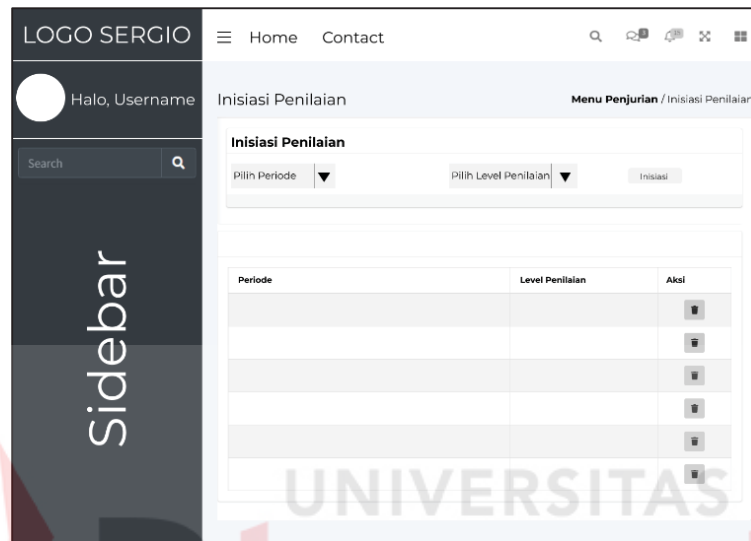 LOGO SERGIO
Home Contact
Halo, Username
Search
Sidebar
Inisiasi Penilaian
Menu Penjurian / Inisiasi Penilaian
Inisiasi Penilaian
Pilih Periode
Pilih Level Penilaian
Inisiasi
Periode Level Penilaian Aksi
UNIVERSITAS